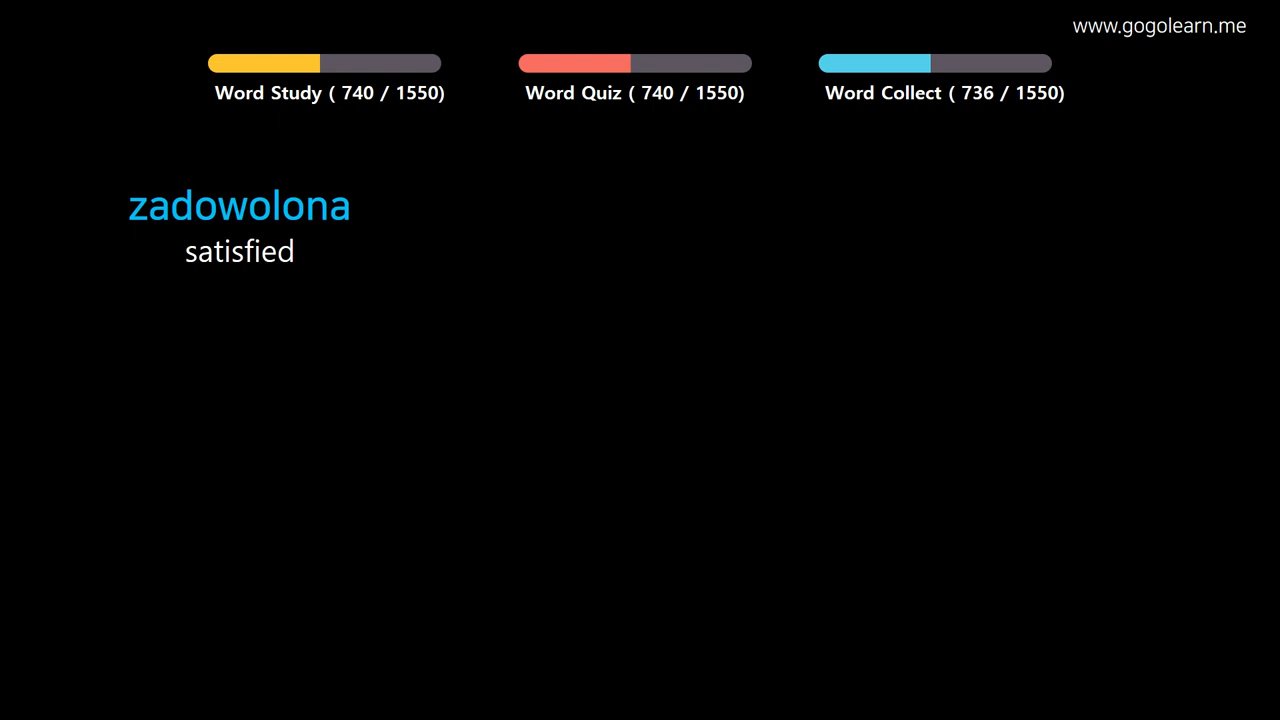 www.gogolearn.me
Word Study ( 740 / 1550)
Word Quiz ( 740 / 1550)
Word Collect ( 736 / 1550)
zadowolona
satisfied